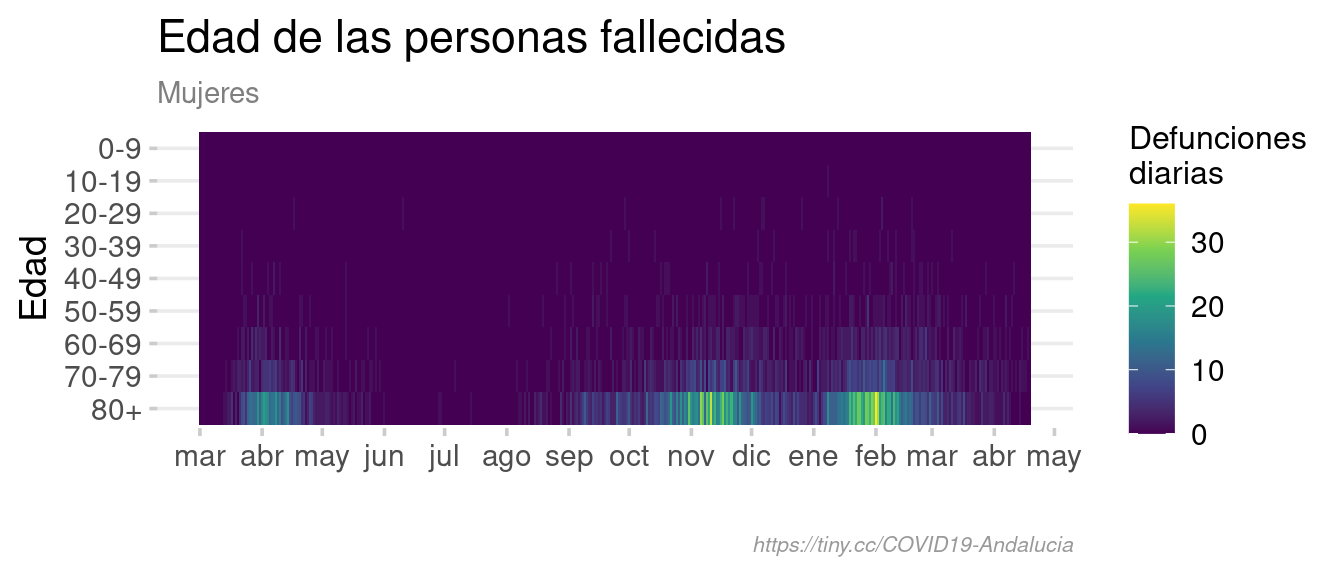 Edad de las personas fallecidas
Mujeres
Defunciones
diarias
30
20
10
0
Edad
0-9
10-19
20-29
30-39
40-49
50-59
60-69
70-79
80+
mar abr may jun jul ago sep oct nov dic ene feb mar abr may
https://tiny.cc/COVID19-Andalucia